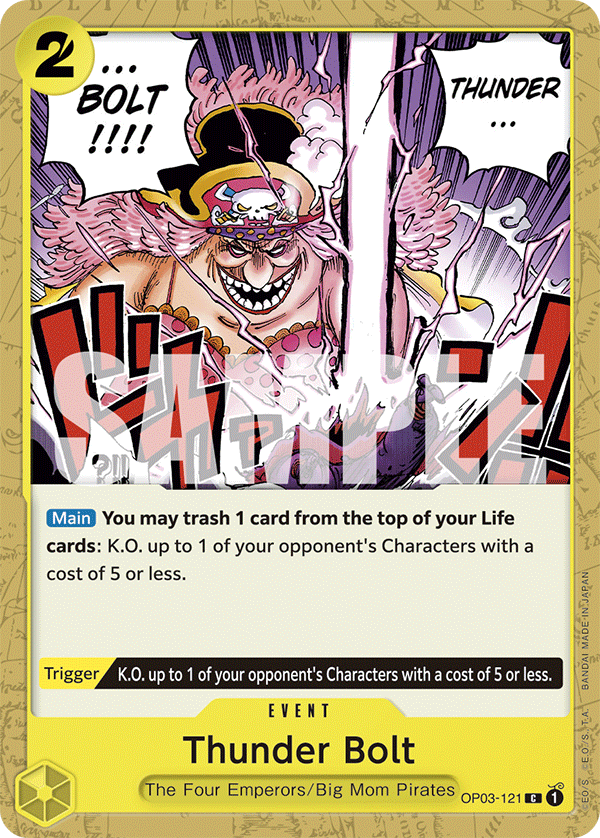 2
...
BOLT
!!!!
THUNDER
...
SAMPLE
?!!
Main You may trash 1 card from the top of your Life
cards: K.O. up to 1 of your opponent's Characters with a
cost of 5 or less.
Trigger K.O. up to 1 of your opponent's Characters with a cost of 5 or less.
EVENT
Thunder Bolt
The Four Emperors/Big Mom Pirates
OP03-121 C 1
©E.O.S. ©E.O./S.,T.A. BANDAI MADE IN JAPAN